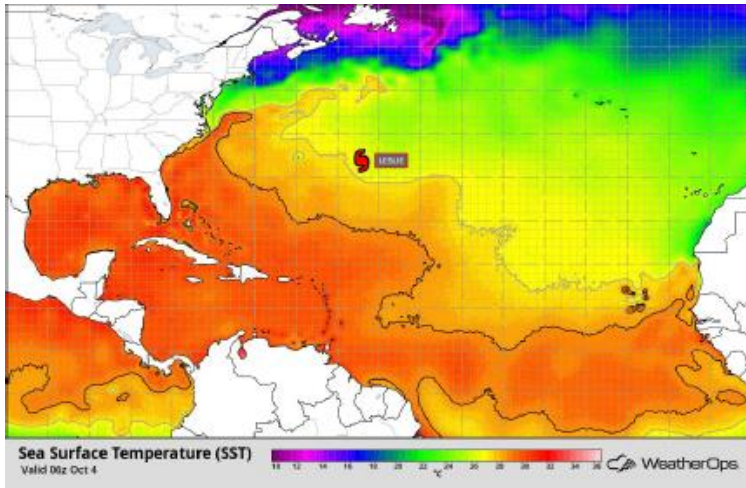 LESLIE
Sea Surface Temperature (SST)
Valid 00z Oct 4
10 12 14 16 18 20 22 24 26 28 30 32 34 36
°C
WeatherOps